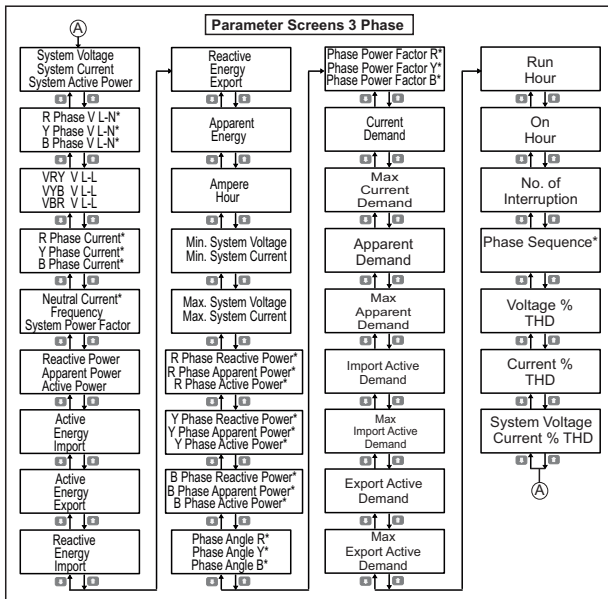 Parameter Screens 3 Phase
A
System Voltage
System Current
System Active Power
R Phase V L-N*
Y Phase V L-N*
B Phase V L-N*
VRY V L-L
VYB V L-L
VBR V L-L
R Phase Current*
Y Phase Current*
B Phase Current*
Neutral Current*
Frequency
System Power Factor
Reactive Power
Apparent Power
Active Power
Active
Energy
Import
Active
Energy
Export
Reactive
Energy
Import
Reactive
Energy
Export
Apparent
Energy
Ampere
Hour
Min. System Voltage
Min. System Current
Max. System Voltage
Max. System Current
R Phase Reactive Power*
R Phase Apparent Power*
R Phase Active Power*
Y Phase Reactive Power*
Y Phase Apparent Power*
Y Phase Active Power*
B Phase Reactive Power*
B Phase Apparent Power*
B Phase Active Power*
Phase Angle R*
Phase Angle Y*
Phase Angle B*
Phase Power Factor R*
Phase Power Factor Y*
Phase Power Factor B*
Current
Demand
Max
Current
Demand
Apparent
Demand
Max
Apparent
Demand
Import Active
Demand
Max
Import Active
Demand
Export Active
Demand
Max
Export Active
Demand
Run
Hour
On
Hour
No. of
Interruption
Phase Sequence*
Voltage %
THD
Current %
THD
System Voltage
Current % THD
A